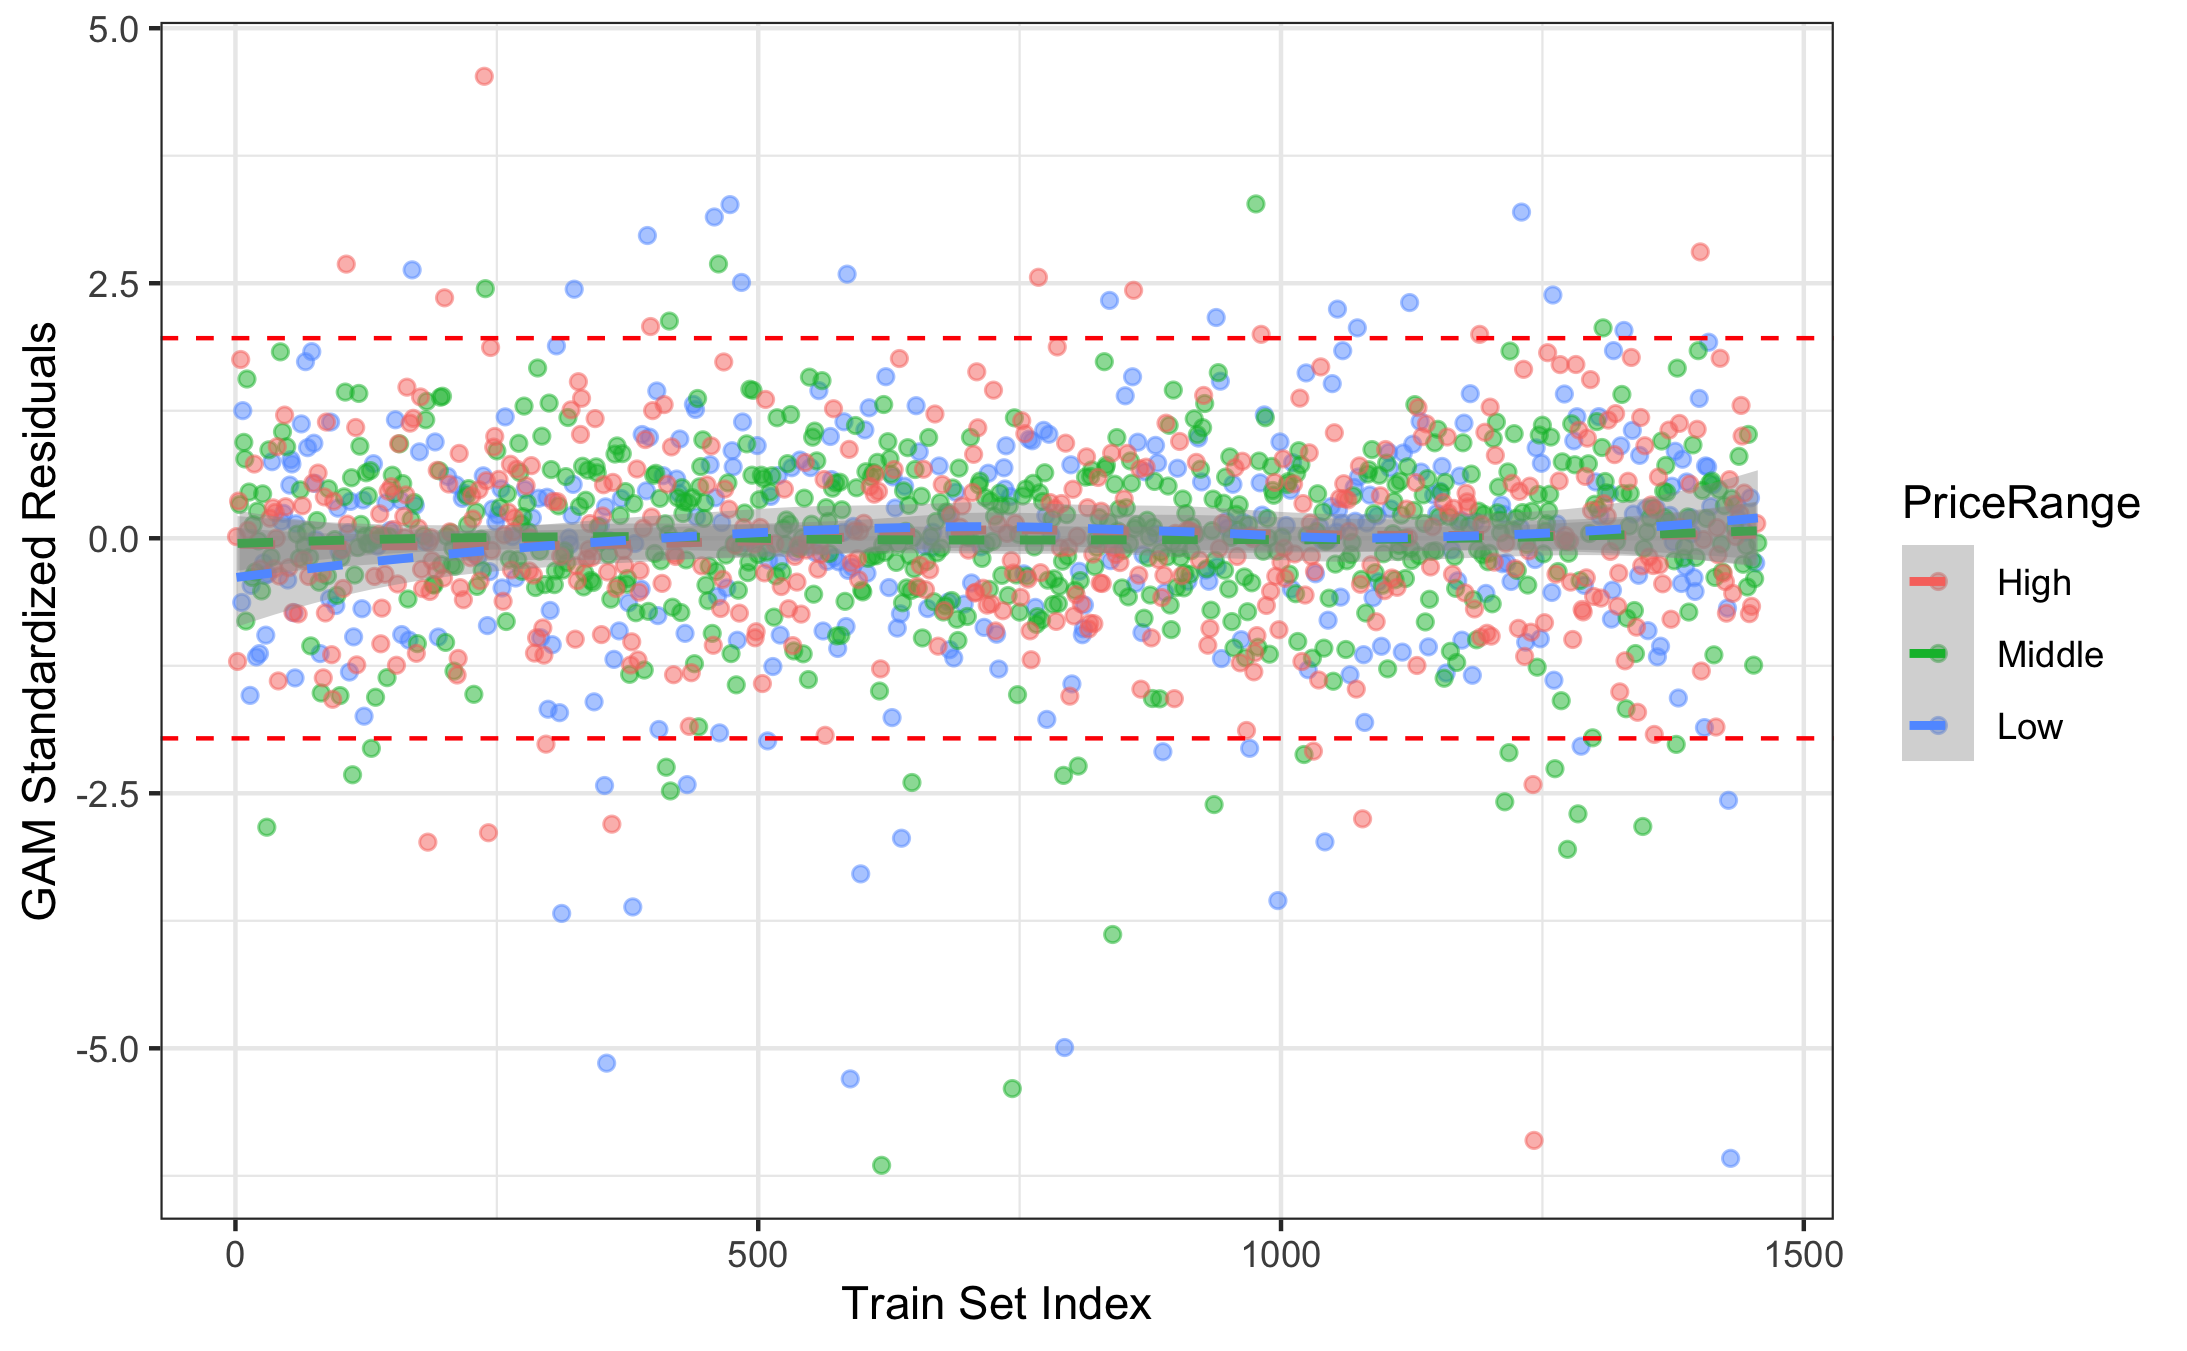 GAM Standardized Residuals
5.0
2.5
0.0
-2.5
-5.0
0
500
1000
1500
Train Set Index
PriceRange
High
Middle
Low